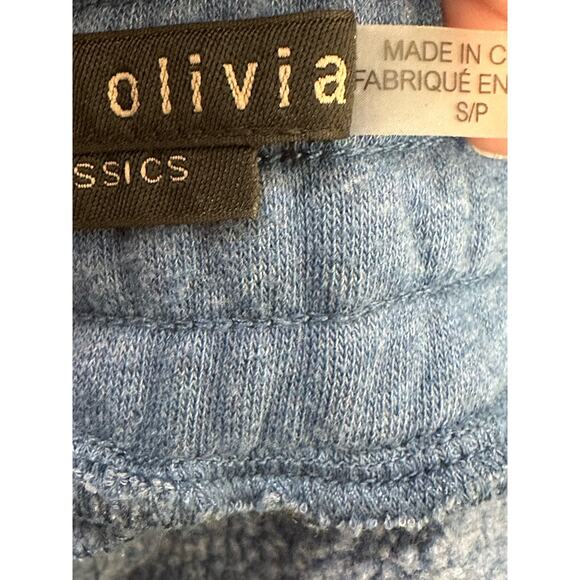 olivia
SSICS
MADE IN C
FABRIQUÉ EN
S/P